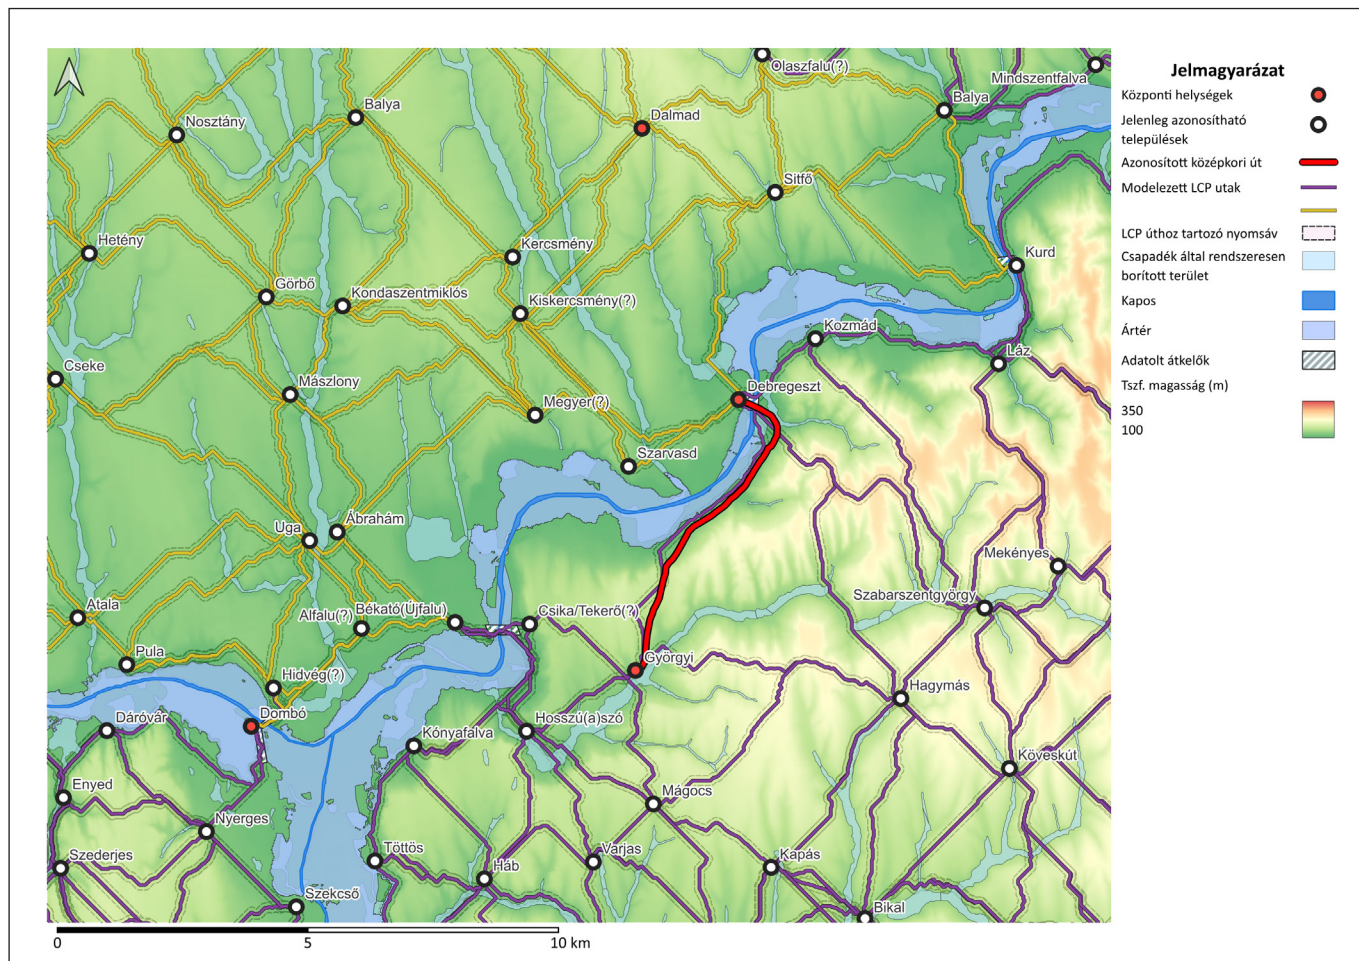 Olaszfalu(?)
Mindszentfalva
Balya
Balya
Dalmad
Nosztány
Sitfő
Kercsmény
Hetény
Kurd
Görbő
Kondaszentmiklós
Kiskercsmény(?)
Kozmád
Láz
Cseke
Mászlony
Debregeszt
Megyer(?)
Szarvasd
Uga
Ábrahám
Mekényes
Atala
Alfalu(?)
Békató(Újfalu)
Csika/Tekerő(?)
Szabarszentgyörgy
Pula
Györgyi
Hidvég(?)
Hagymás
Dáróvár
Dombó
Kónyafalva
Hosszú(a)szó
Köveskút
Enyed
Mágocs
Nyerges
Szederjes
Töttös
Háb
Varjas
Kapás
Szekcső
Bikal
0
5
10 km
Jelmagyarázat
Központi helységek
Jelenleg azonosítható
települések
Azonosított középkori út
Modelezett LCP utak
LCP úthoz tartozó nyomsáv
Csapadék által rendszeresen
borított terület
Kapos
Ártér
Adatolt átkelők
Tszf. magasság (m)
350
100